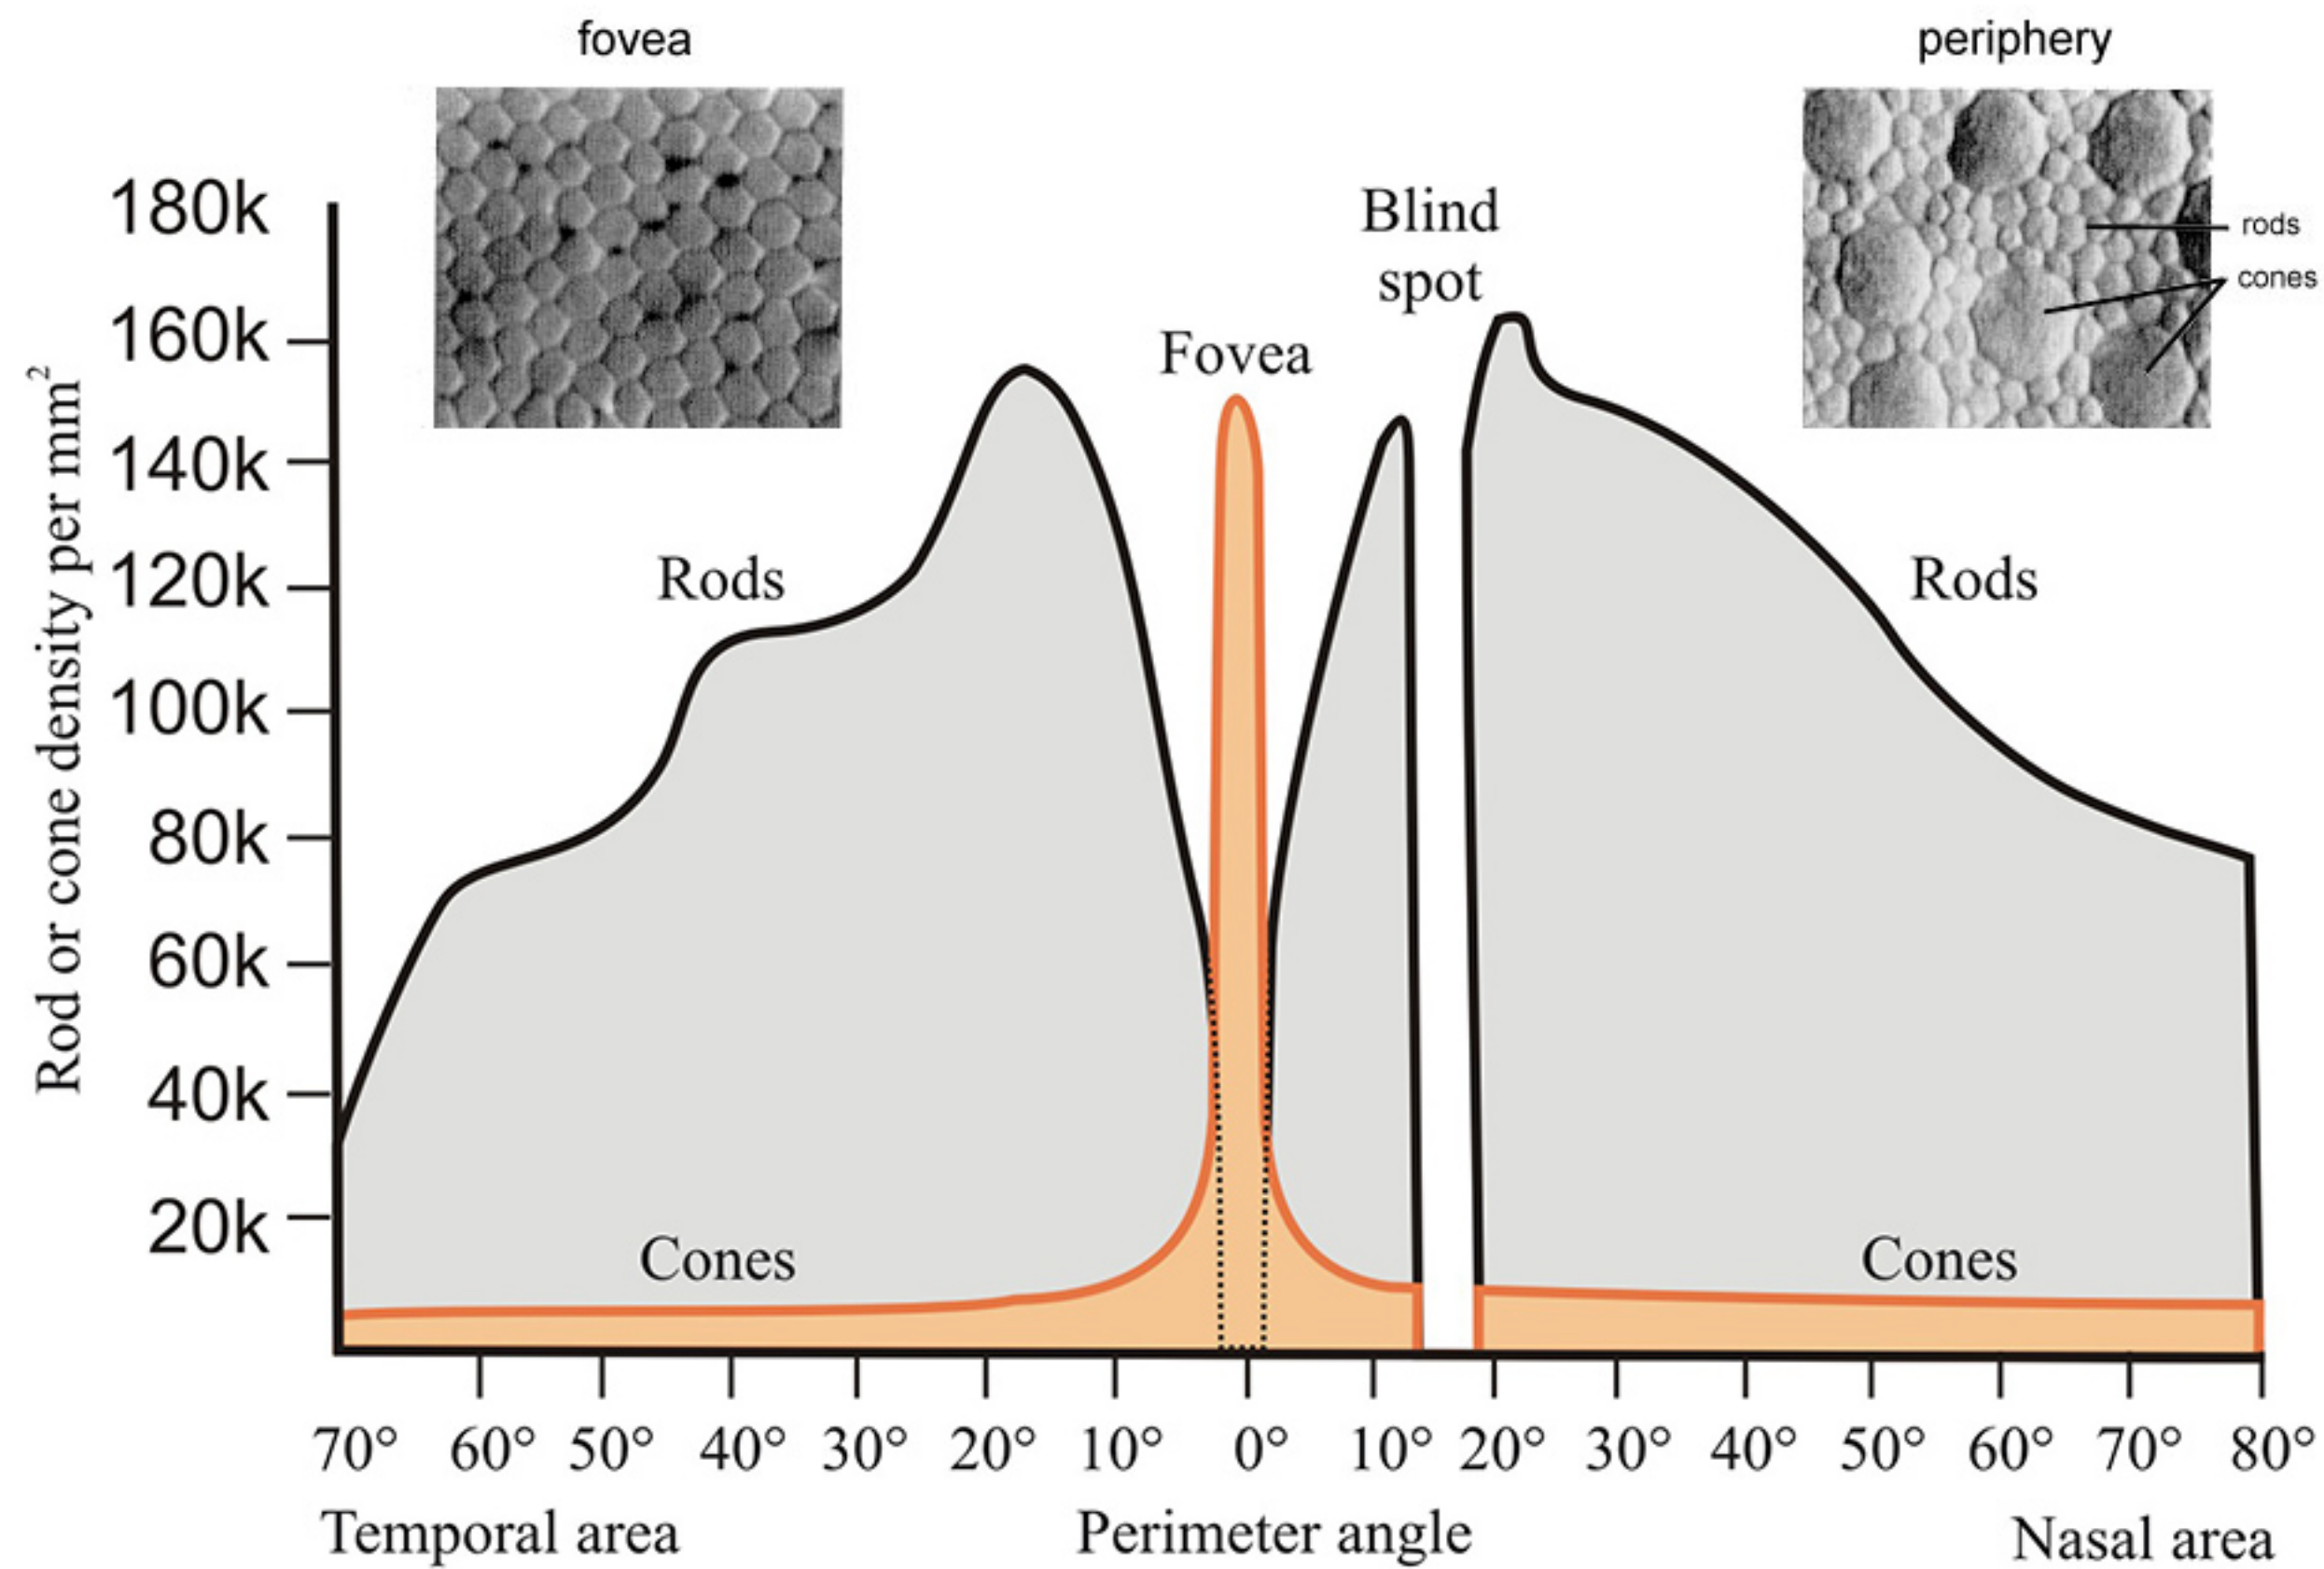 fovea
periphery
rods
cones
Rod or cone density per mm²
180k
160k
140k
120k
100k
80k
60k
40k
20k
Blind
spot
Fovea
Rods
Rods
Cones
Cones
70° 60° 50° 40° 30° 20° 10° 0° 10° 20° 30° 40° 50° 60° 70° 80°
Temporal area Perimeter angle Nasal area